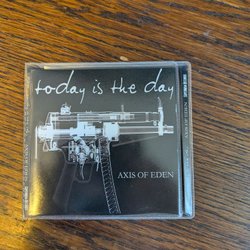 today is the day
AXIS OF EDEN